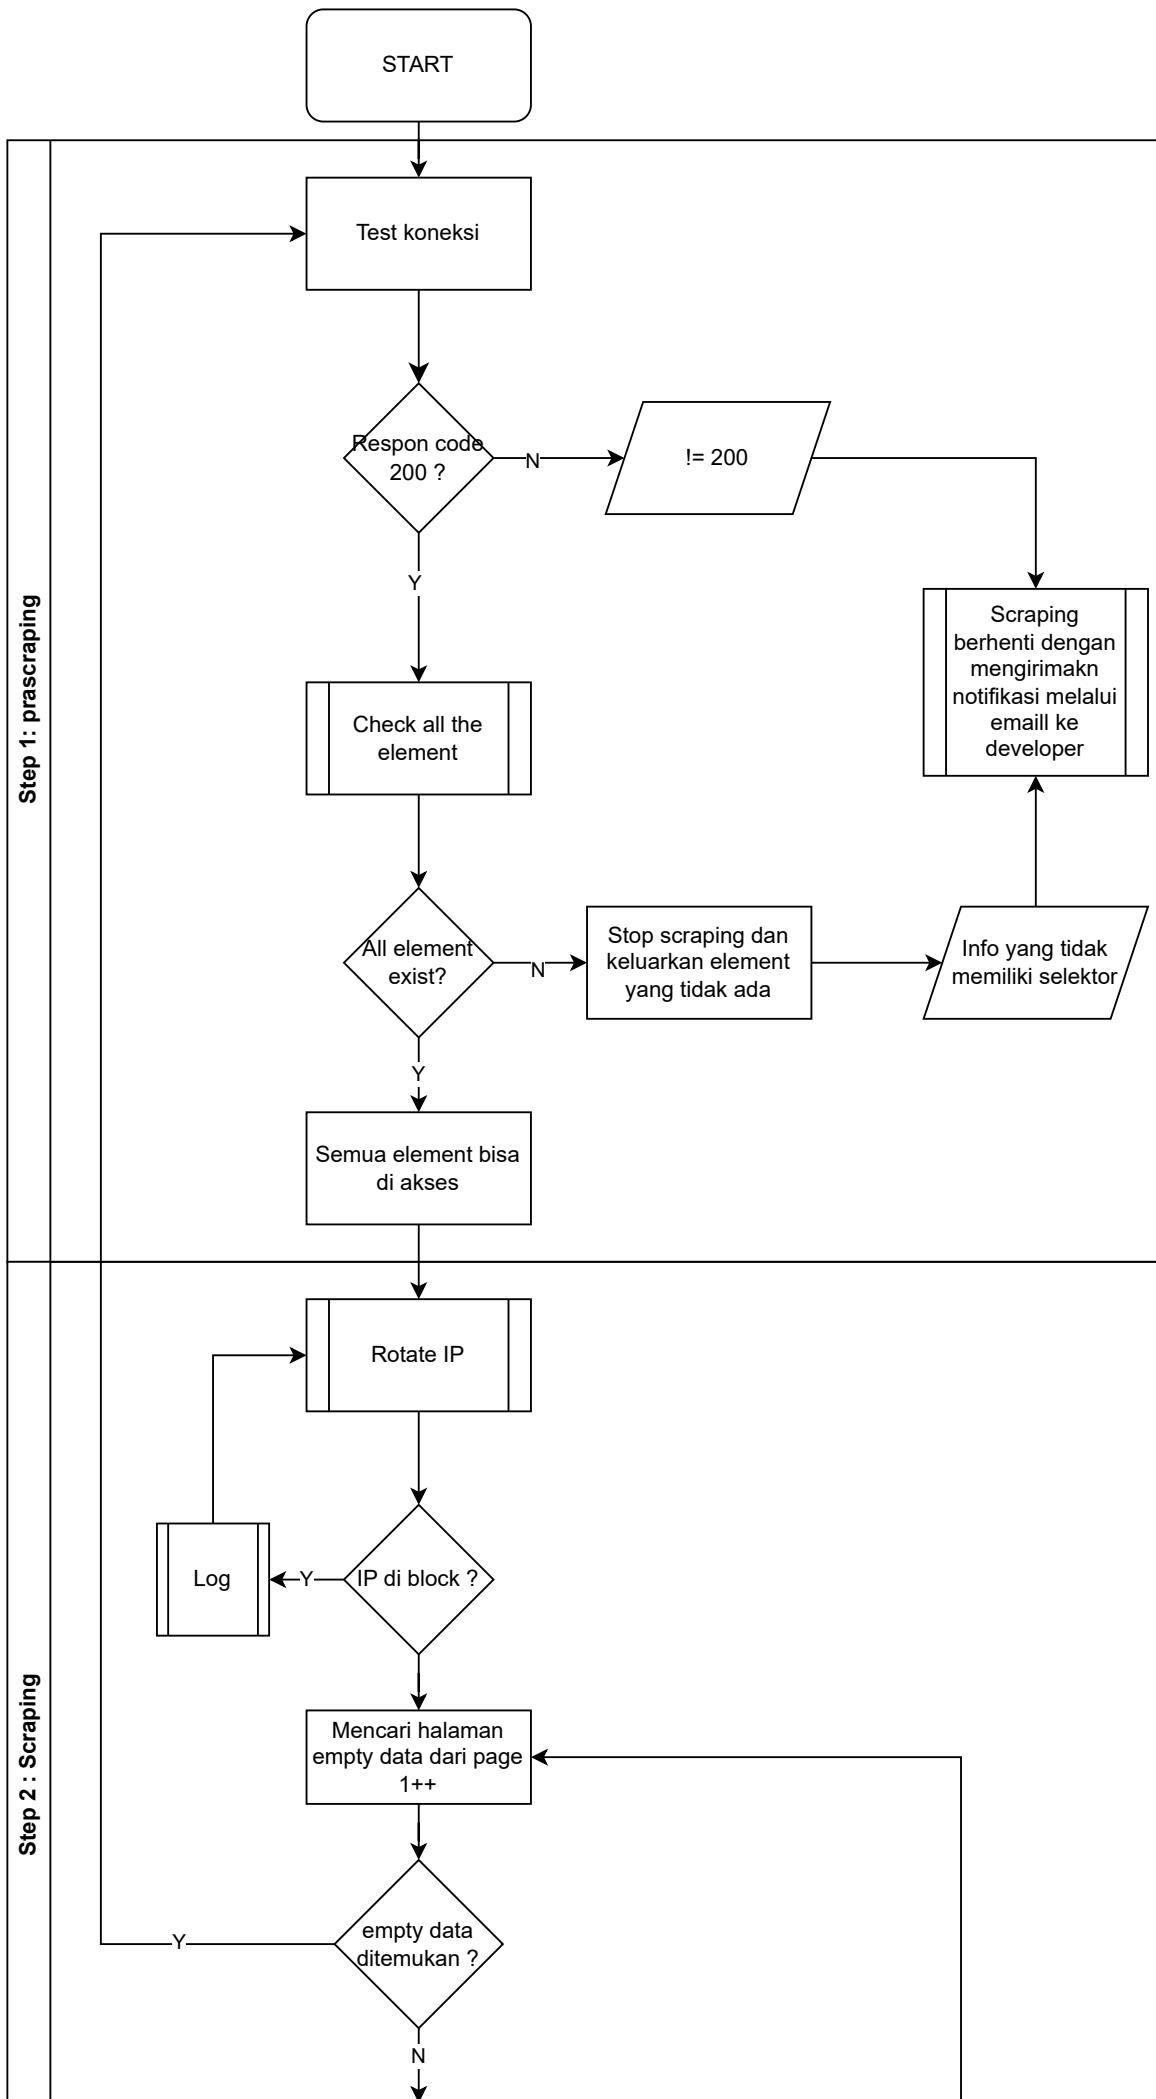 START
Step 1: prascraping
Test koneksi
Respon code
200 ?
N
!= 200
Y
Scraping
berhenti dengan
mengirimakn
notifikasi melalui
emaill ke
developer
Check all the
element
All element
exist?
N
Stop scraping dan
keluarkan element
yang tidak ada
Info yang tidak
memiliki selektor
Y
Semua element bisa
di akses
Step 2 : Scraping
Rotate IP
IP di block ?
Y
Log
Mencari halaman
empty data dari page
1++
empty data
ditemukan ?
Y
N